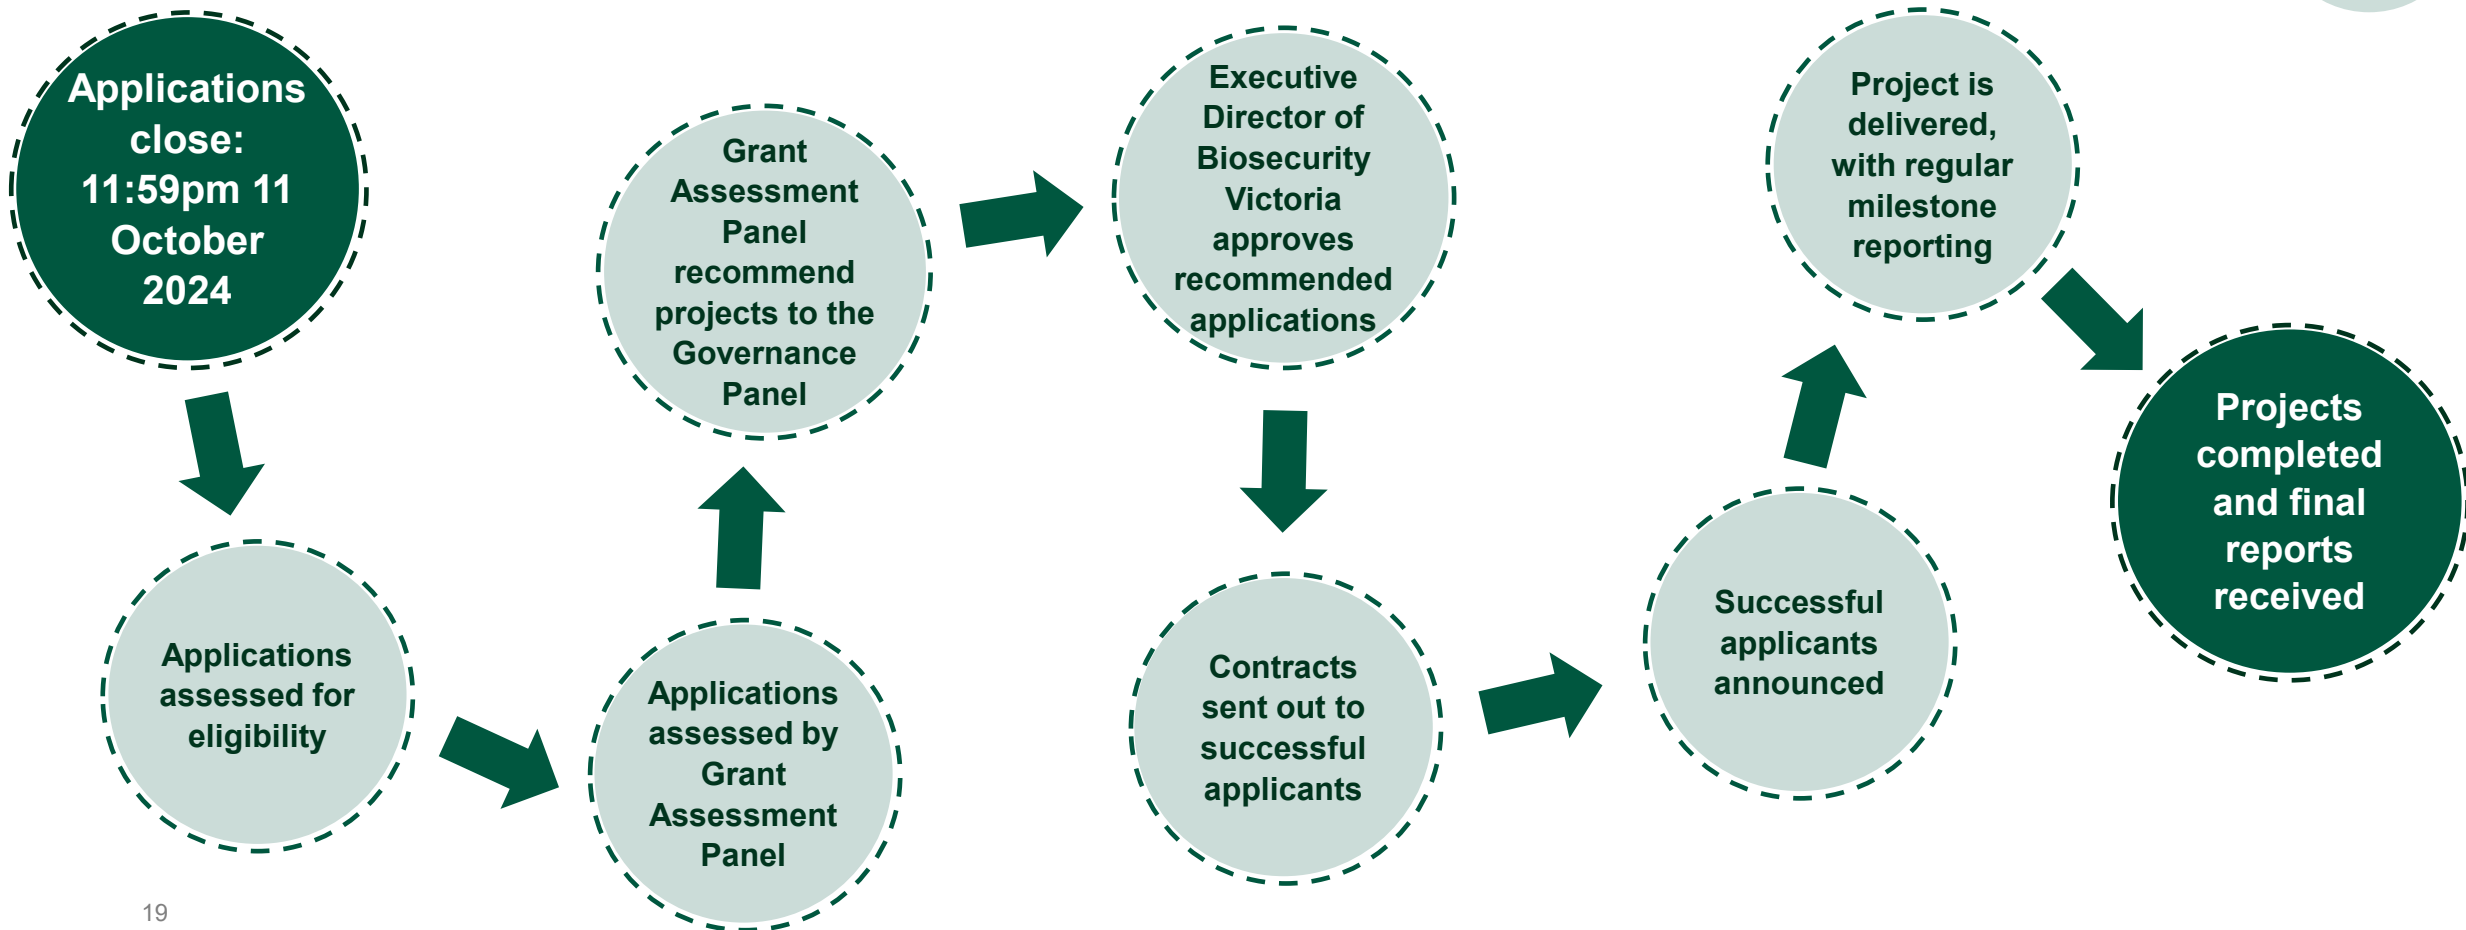 Applications
close:
11:59pm 11
October
2024
Applications
assessed for
eligibility
Applications
assessed by
Grant
Assessment
Panel
Grant
Assessment
Panel
recommend
projects to the
Governance
Panel
Executive
Director of
Biosecurity
Victoria
approves
recommended
applications
Contracts
sent out to
successful
applicants
Successful
applicants
announced
Project is
delivered,
with regular
milestone
reporting
Projects
completed
and final
reports
received
19